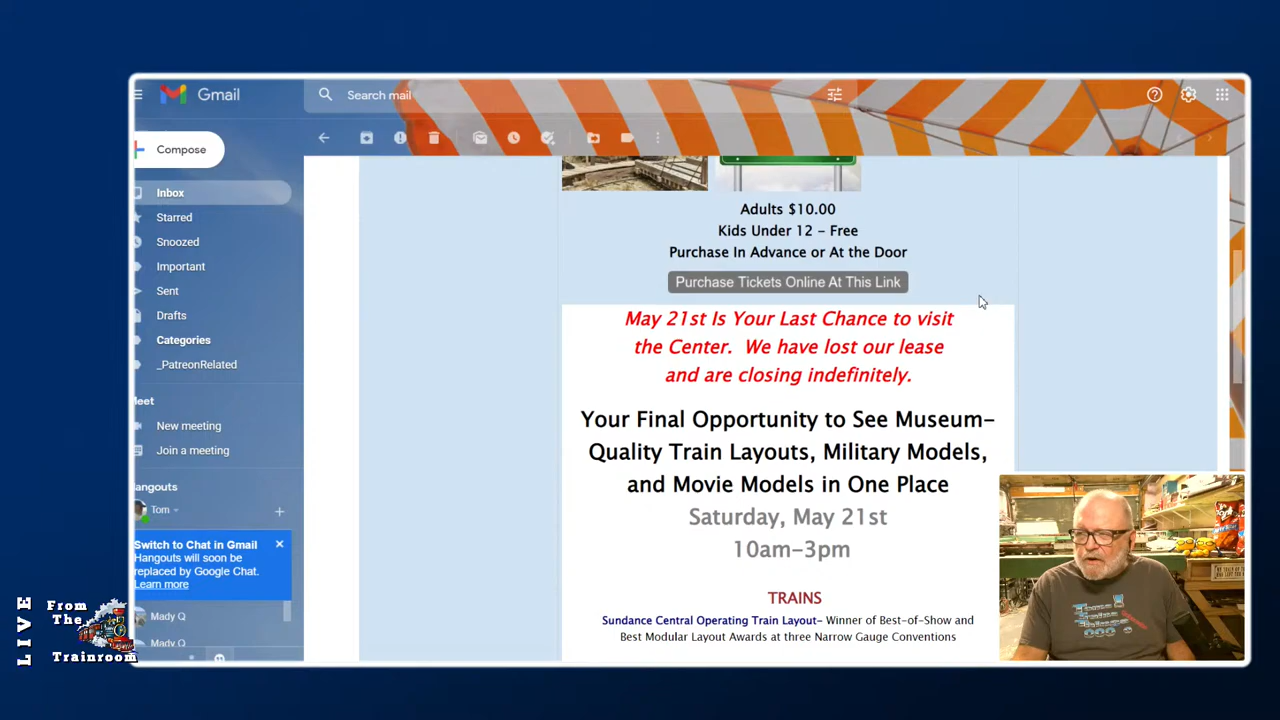 Gmail
Search mail
Compose
Inbox
Starred
Snoozed
Important
Sent
Drafts
Categories
_PatreonRelated
Meet
New meeting
Join a meeting
Hangouts
Tom
Switch to Chat in Gmail
Hangouts will soon be
replaced by Google Chat.
Learn more
Mady Q
Mady Q
Adults $10.00
Kids Under 12 - Free
Purchase In Advance or At the Door
Purchase Tickets Online At This Link
May 21st Is Your Last Chance to visit
the Center. We have lost our lease
and are closing indefinitely.
Your Final Opportunity to See Museum-
Quality Train Layouts, Military Models,
and Movie Models in One Place
Saturday, May 21st
10am-3pm
TRAINS
Sundance Central Operating Train Layout- Winner of Best-of-Show and
Best Modular Layout Awards at three Narrow Gauge Conventions
LIVE
From
The
Trainroom